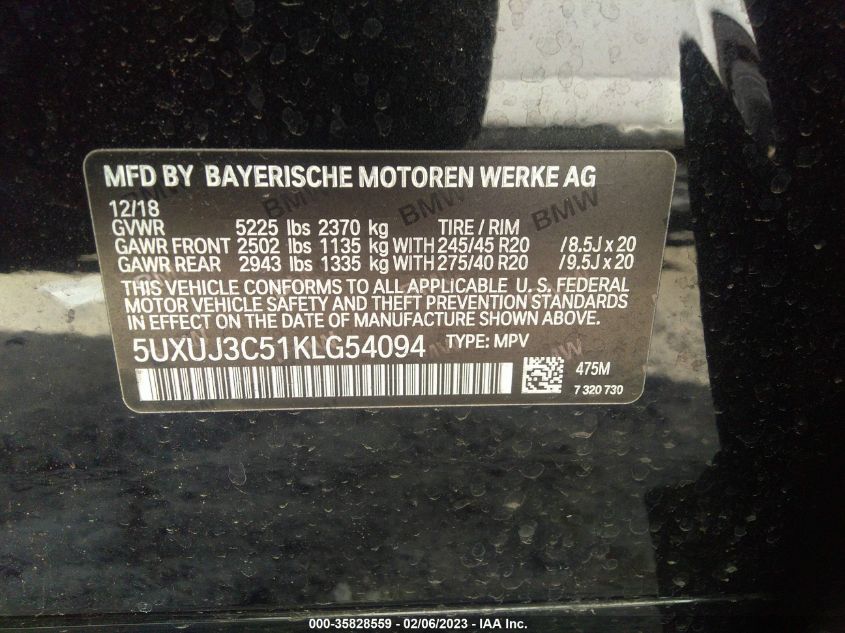 MFD BY BAYERISCHE MOTOREN WERKE AG
12/18
GVWR 5225 lbs 2370 kg TIRE / RIM
GAWR FRONT 2502 lbs 1135 kg WITH 245/45 R20 / 8.5J x 20
GAWR REAR 2943 lbs 1335 kg WITH 275/40 R20 / 9.5J x 20
THIS VEHICLE CONFORMS TO ALL APPLICABLE U. S. FEDERAL
MOTOR VEHICLE SAFETY AND THEFT PREVENTION STANDARDS
IN EFFECT ON THE DATE OF MANUFACTURE SHOWN ABOVE.
5UXUJ3C51KLG54094 TYPE: MPV
475M
7 320 730
000-35828559 - 02/06/2023 - IAA Inc.